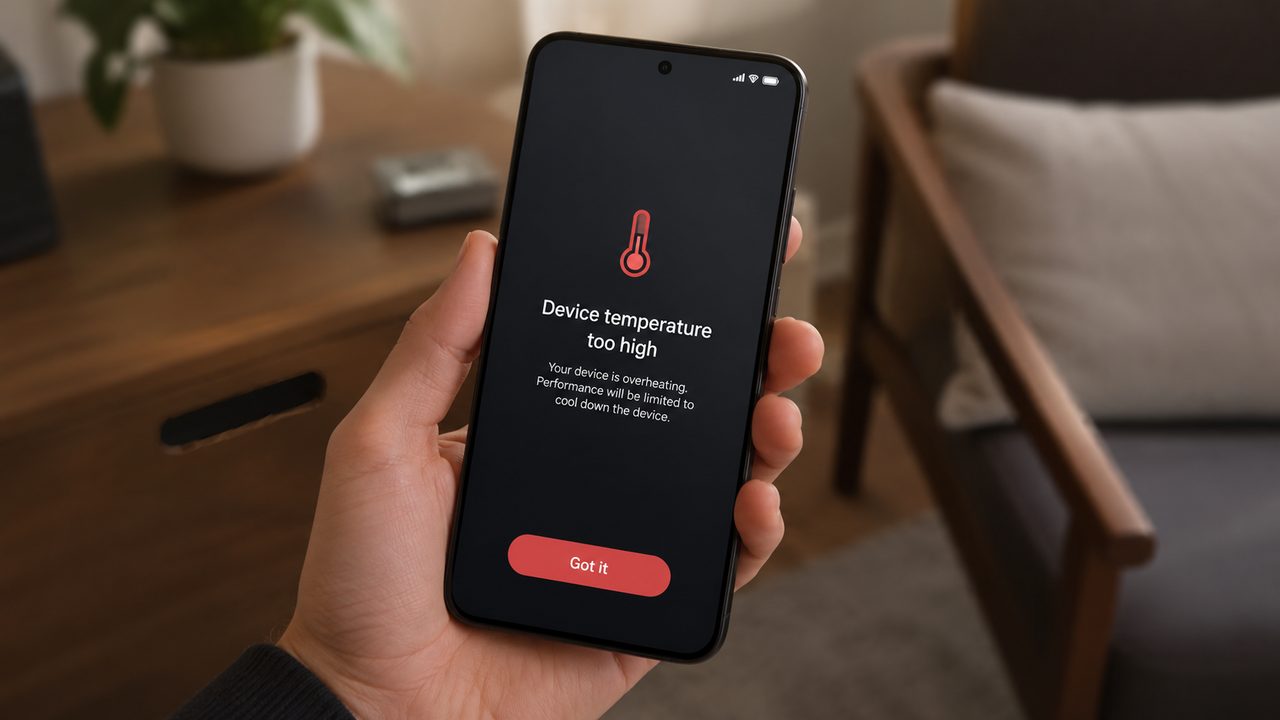 Device temperature
too high
Your device is overheating.
Performance will be limited to
cool down the device.
Got it